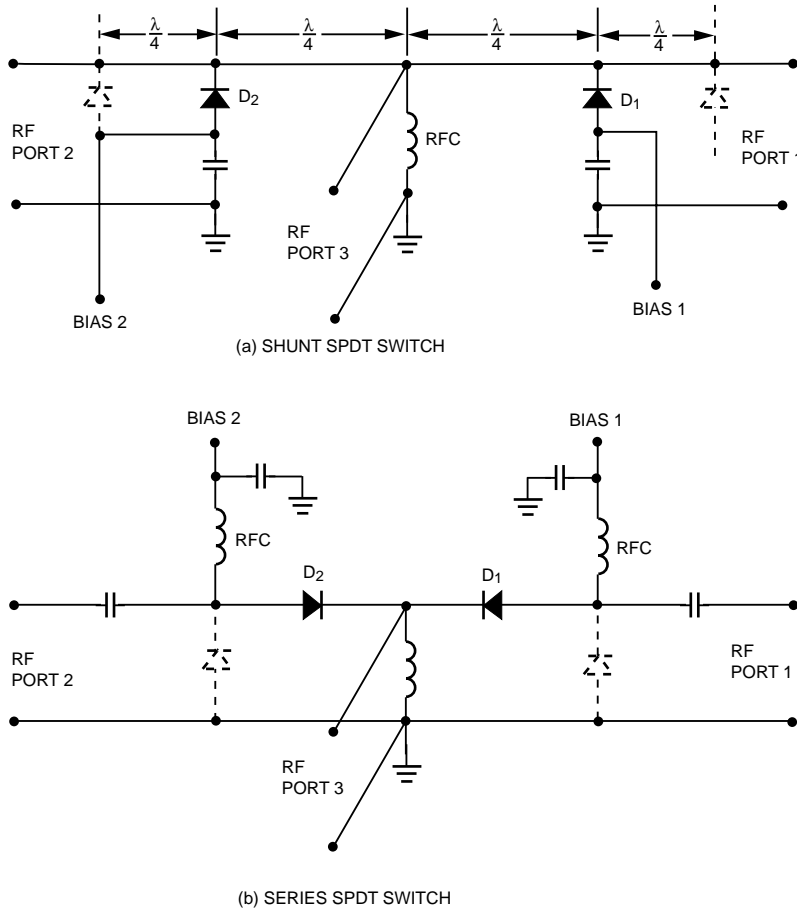 λ/4 λ/4 λ/4 λ/4
D2
D1
RF
PORT 2
RFC
RF
PORT 1
RF
PORT 3
BIAS 2
BIAS 1
(a) SHUNT SPDT SWITCH
BIAS 2
BIAS 1
RFC
RFC
D2
D1
RF
PORT 2
RF
PORT 1
RF
PORT 3
(b) SERIES SPDT SWITCH